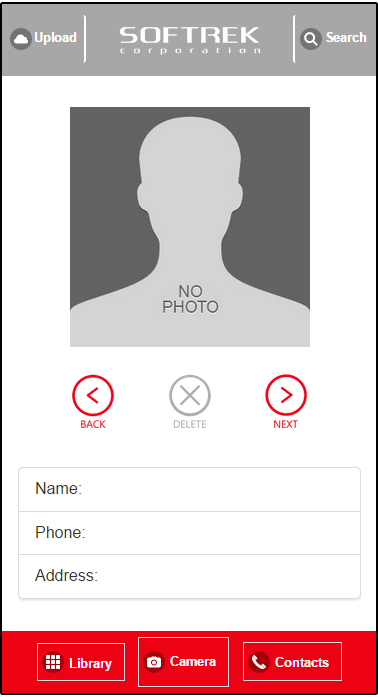 Upload
SOFTREK
corporation
Search
NO
PHOTO
BACK
DELETE
NEXT
Name:
Phone:
Address:
Library
Camera
Contacts